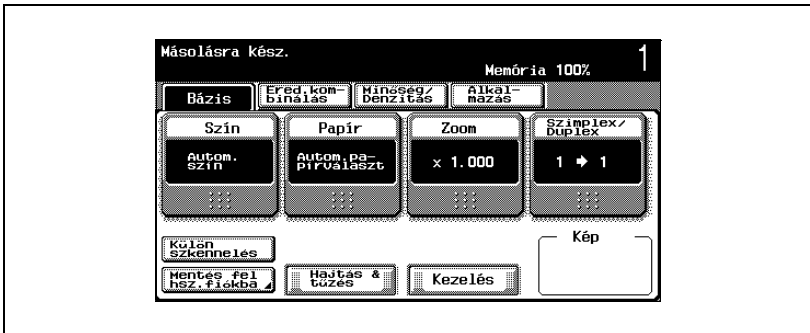 Másolásra kész.
Memória 100%
1
Bázis
Ered.kom-
binálás
Minőség/
Denzitás
Alkal-
mazás
Szín
Papír
Zoom
Szimplex/
Duplex
Autom.
szín
Autom.pa-
pírválaszt
× 1.000
1 → 1
Külön
szkennelés
Kép
Mentés fel
hsz.fiókba
Hajtás &
tűzés
Kezelés